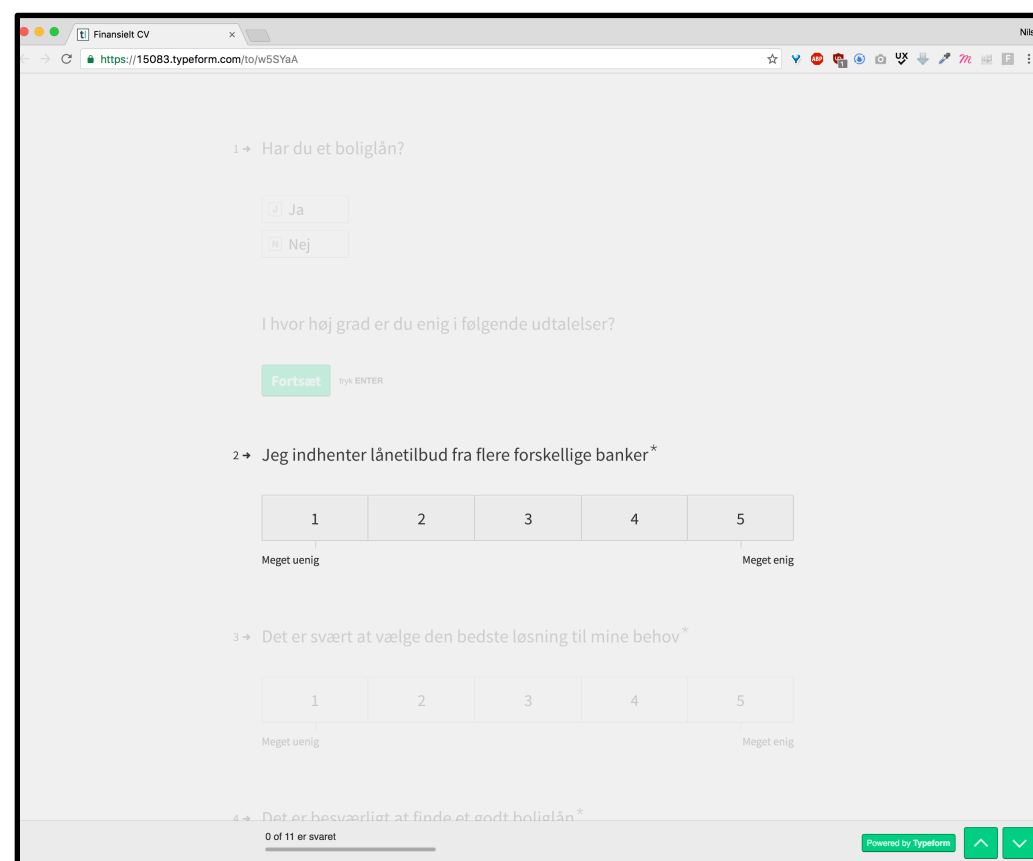 Finansielt CV
Nils
https://15083.typeform.com/to/w5SYaA
1 Har du et boliglån?
J Ja
N Nej
I hvor høj grad er du enig i følgende udtalelser?
Fortsæt tryk ENTER
2 Jeg indhenter lånetilbud fra flere forskellige banker*
1 2 3 4 5
Meget uenig Meget enig
3 Det er svært at vælge den bedste løsning til mine behov*
1 2 3 4 5
Meget uenig Meget enig
4 Det er besværligt at finde et godt boliglån*
0 of 11 er svaret
Powered by Typeform